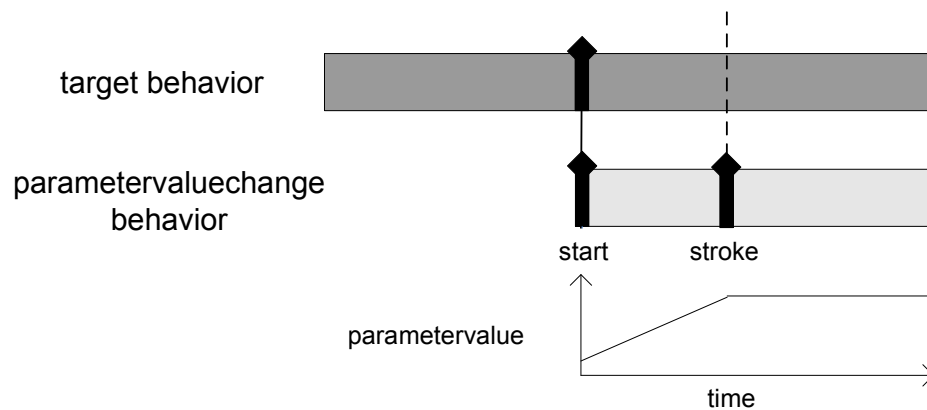 target behavior
parametervaluechange
behavior
start
stroke
parametervalue
time